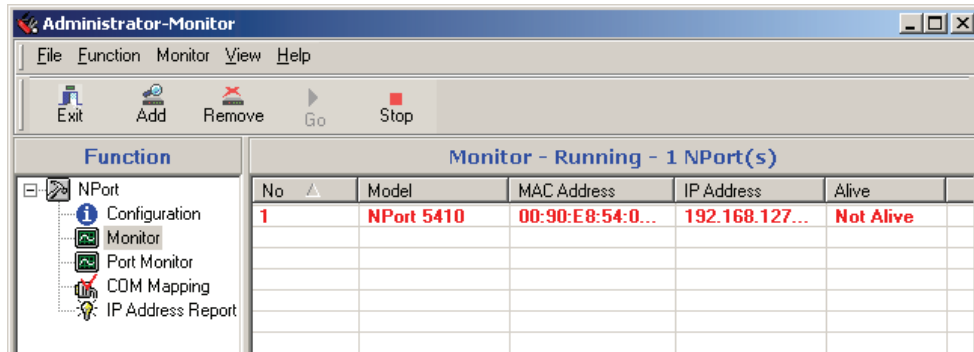 Administrator-Monitor
File Function Monitor View Help
Exit Add Remove Go Stop
Function
Monitor - Running - 1 NPort(s)
NPort
Configuration
Monitor
Port Monitor
COM Mapping
IP Address Report
No Model MAC Address IP Address Alive
1 NPort 5410 00:90:E8:54:0... 192.168.127... Not Alive